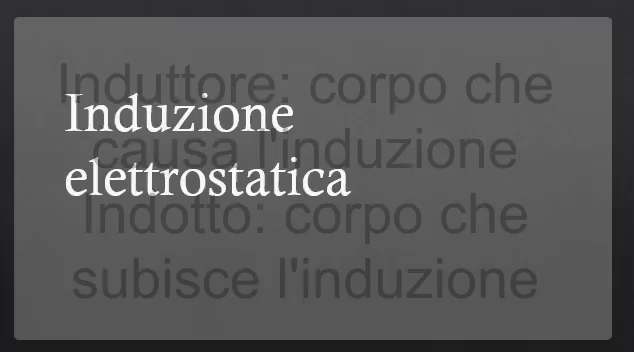 Induttore: corpo che
Induzione
causa l'induzione
elettrostatica
Indotto: corpo che
subisce l'induzione